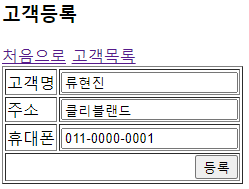 고객등록
처음으로 고객목록
고객명 류현진
주소 클리블랜드
휴대폰 011-0000-0001
등록